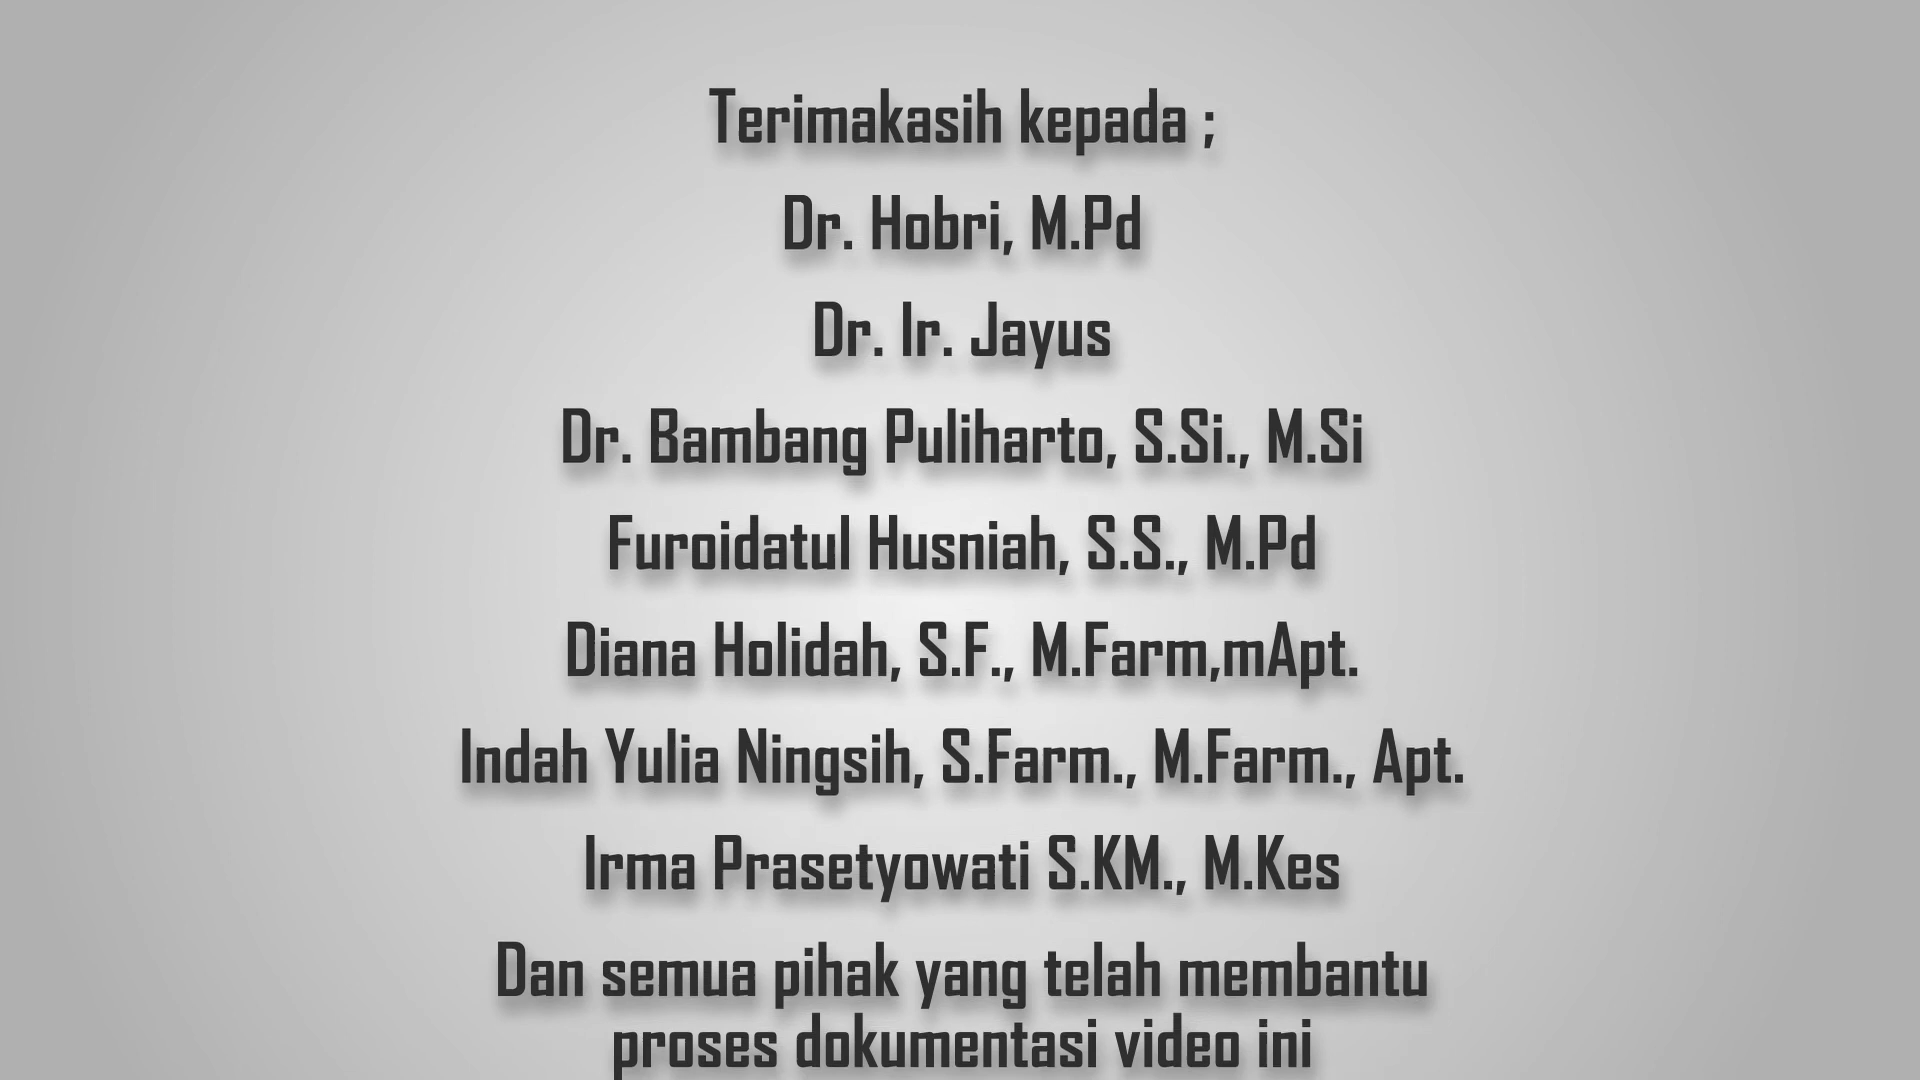 Terimakasih kepada ;
Dr. Hobri, M.Pd
Dr. Ir. Jayus
Dr. Bambang Puliharto, S.Si., M.Si
Furoidatul Husniah, S.S., M.Pd
Diana Holidah, S.F., M.Farm,mApt.
Indah Yulia Ningsih, S.Farm., M.Farm., Apt.
Irma Prasetyowati S.KM., M.Kes
Dan semua pihak yang telah membantu
proses dokumentasi video ini